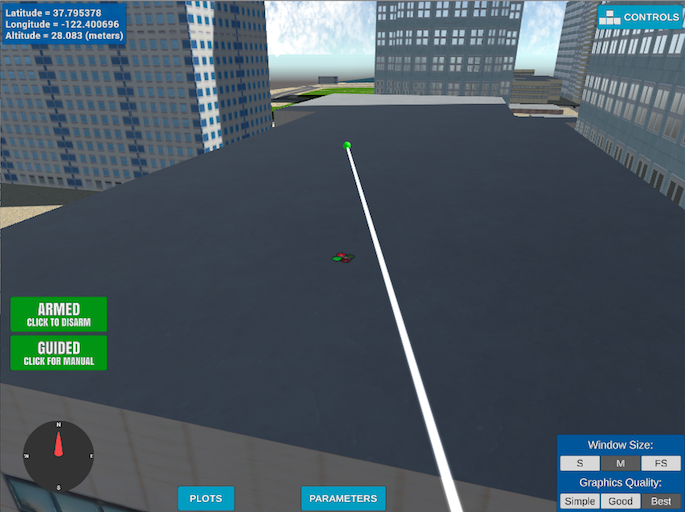 Latitude = 37.795378
Longitude = -122.400696
Altitude = 28.083 (meters)
CONTROLS
ARMED
CLICK TO DISARM
GUIDED
CLICK FOR MANUAL
N
W E
S
PLOTS
PARAMETERS
Window Size:
S M FS
Graphics Quality:
Simple Good Best